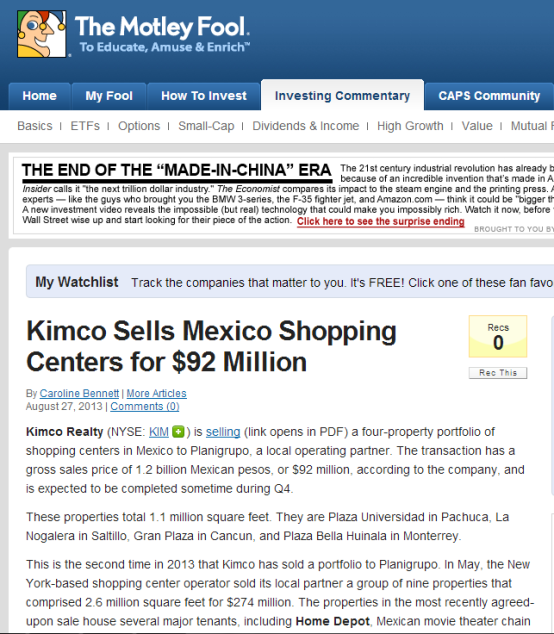 The Motley Fool.
To Educate, Amuse & Enrich™
Home My Fool How To Invest Investing Commentary CAPS Community
Basics | ETFs | Options | Small-Cap | Dividends & Income | High Growth | Value | Mutual F
THE END OF THE “MADE-IN-CHINA” ERA The 21st century industrial revolution has already b
because of an incredible invention that's made in A
Insider calls it "the next trillion dollar industry." The Economist compares its impact to the steam engine and the printing press. A
experts — like the guys who brought you the BMW 3-series, the F-35 fighter jet, and Amazon.com — think it could be "bigger th
A new investment video reveals the impossible (but real) technology that could make you impossibly rich. Watch it now, before
Wall Street wise up and start looking for their piece of the action. Click here to see the surprise ending
BROUGHT TO YOU BY
My Watchlist Track the companies that matter to you. It's FREE! Click one of these fan favo
Kimco Sells Mexico Shopping
Centers for $92 Million
Recs
0
Rec This
By Caroline Bennett | More Articles
August 27, 2013 | Comments (0)
Kimco Realty (NYSE: KIM + ) is selling (link opens in PDF) a four-property portfolio of
shopping centers in Mexico to Planigrupo, a local operating partner. The transaction has a
gross sales price of 1.2 billion Mexican pesos, or $92 million, according to the company, and
is expected to be completed sometime during Q4.
These properties total 1.1 million square feet. They are Plaza Universidad in Pachuca, La
Nogalera in Saltillo, Gran Plaza in Cancun, and Plaza Bella Huinala in Monterrey.
This is the second time in 2013 that Kimco has sold a portfolio to Planigrupo. In May, the New
York-based shopping center operator sold its local partner a group of nine properties that
comprised 2.6 million square feet for $274 million. The properties in the most recently agreed-
upon sale house several major tenants, including Home Depot, Mexican movie theater chain